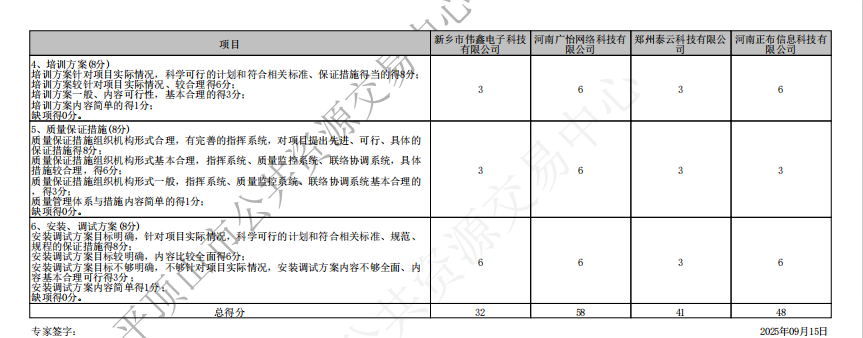 项目 新乡市伟鑫电子科技有限公司 河南广怡网络科技有限公司 郑州泰云科技有限公司 河南正布信息科技有限公司
4、培训方案(8分)
培训方案针对项目实际情况，科学可行的计划和符合相关标准、保证措施得当的得8分；
培训方案较针对项目实际情况、较合理得6分；
培训方案一般、内容可行性，基本合理的得3分；
培训方案内容简单的得1分；
缺项得0分。
3 6 3 6
5、质量保证措施(8分)
质量保证措施组织机构形式合理，有完善的指挥系统，对项目提出先进、可行、具体的
保证措施得8分；
质量保证措施组织机构形式基本合理，指挥系统、质量监控系统、联络协调系统，具体
措施较合理，得6分；
质量保证措施组织机构形式一般，指挥系统、质量监控系统、联络协调系统基本合理的
，得3分；
质量管理体系与措施内容简单的得1分；
缺项得0分。
3 6 3 3
6、安装、调试方案(8分)
安装调试方案目标明确，针对项目实际情况，科学可行的计划和符合相关标准、规范、
规程的保证措施得8分；
安装调试方案目标较明确，内容比较全面得6分；
安装调试方案目标不够明确，不够针对项目实际情况，安装调试方案内容不够全面、内
容基本合理可行得3分；
安装调试方案内容简单得1分；
缺项得0分。
6 6 3 6
总得分 32 58 41 48
专家签字： 2025年09月15日
平顶山市公共资源交易中心
公共资源交易中心